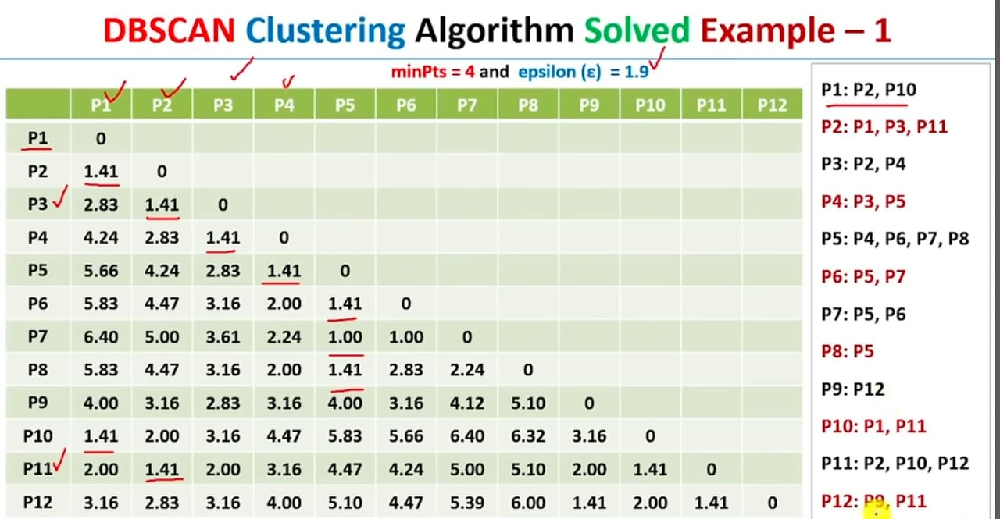 DBSCAN Clustering Algorithm Solved Example – 1
minPts = 4 and epsilon (ε) = 1.9
P1 P2 P3 P4 P5 P6 P7 P8 P9 P10 P11 P12
P1 0
P2 1.41 0
P3 2.83 1.41 0
P4 4.24 2.83 1.41 0
P5 5.66 4.24 2.83 1.41 0
P6 5.83 4.47 3.16 2.00 1.41 0
P7 6.40 5.00 3.61 2.24 1.00 1.00 0
P8 5.83 4.47 3.16 2.00 1.41 2.83 2.24 0
P9 4.00 3.16 2.83 3.16 4.00 3.16 4.12 5.10 0
P10 1.41 2.00 3.16 4.47 5.83 5.66 6.40 6.32 3.16 0
P11 2.00 1.41 2.00 3.16 4.47 4.24 5.00 5.10 2.00 1.41 0
P12 3.16 2.83 3.16 4.00 5.10 4.47 5.39 6.00 1.41 2.00 1.41 0
P1: P2, P10
P2: P1, P3, P11
P3: P2, P4
P4: P3, P5
P5: P4, P6, P7, P8
P6: P5, P7
P7: P5, P6
P8: P5
P9: P12
P10: P1, P11
P11: P2, P10, P12
P12: P9, P11